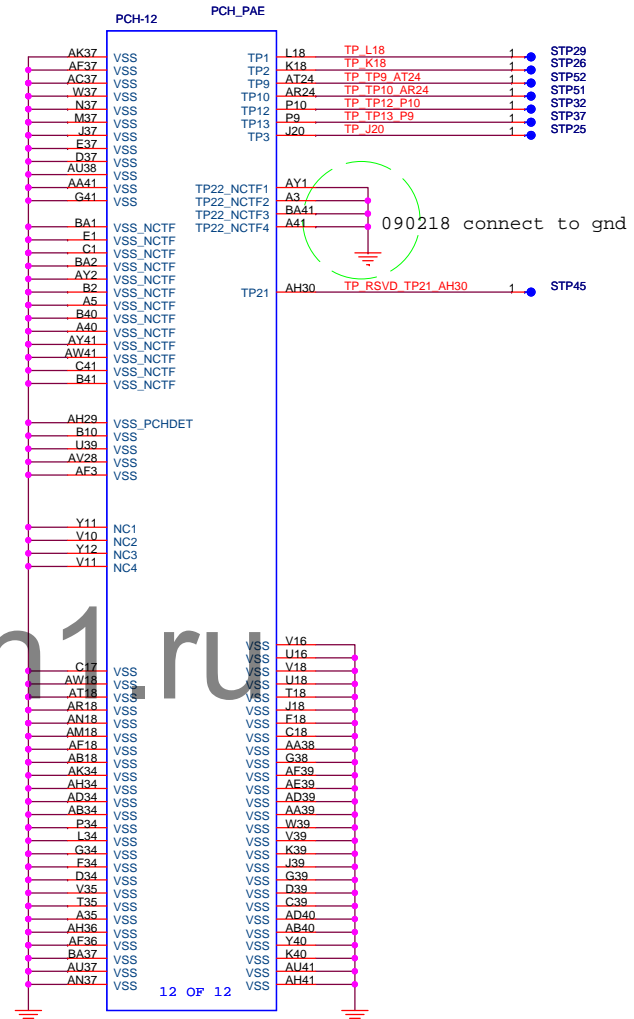 PCH-12 PCH_PAE
AK37 VSS TP1 L18 TP_L18 1 STP29
AF37 VSS TP2 K18 TP_K18 1 STP26
AC37 VSS TP9 AT24 TP_TP9_AT24 1 STP52
W37 VSS TP10 AR24 TP_TP10_AR24 1 STP51
N37 VSS TP12 P10 TP_TP12_P10 1 STP32
M37 VSS TP13 P9 TP_TP13_P9 1 STP37
J37 VSS TP3 J20 TP_J20 1 STP25
E37 VSS
D37 VSS
AU38 VSS
AA41 VSS TP22_NCTF1 AY1
G41 VSS TP22_NCTF2 A3
TP22_NCTF3 BA41
BA1 VSS_NCTF TP22_NCTF4 A41 090218 connect to gnd
E1 VSS_NCTF
C1 VSS_NCTF
BA2 VSS_NCTF
AY2 VSS_NCTF
B2 VSS_NCTF TP21 AH30 TP_RSVD_TP21_AH30 1 STP45
A5 VSS_NCTF
B40 VSS_NCTF
A40 VSS_NCTF
AY41 VSS_NCTF
AW41 VSS_NCTF
C41 VSS_NCTF
B41 VSS_NCTF
AH29 VSS_PCHDET
B10 VSS
U39 VSS
AV28 VSS
AF3 VSS
Y11 NC1
V10 NC2
Y12 NC3
V11 NC4
n1.ru
VSS V16
VSS U16
C17 VSS VSS V18
AW18 VSS VSS U18
AT18 VSS VSS T18
AR18 VSS VSS J18
AN18 VSS VSS F18
AM18 VSS VSS C18
AF18 VSS VSS AA38
AB18 VSS VSS G38
AK34 VSS VSS AF39
AH34 VSS VSS AE39
AD34 VSS VSS AD39
AB34 VSS VSS AA39
P34 VSS VSS W39
L34 VSS VSS V39
G34 VSS VSS K39
F34 VSS VSS J39
D34 VSS VSS G39
V35 VSS VSS D39
T35 VSS VSS C39
A35 VSS VSS AD40
AH36 VSS VSS AB40
AF36 VSS VSS Y40
BA37 VSS VSS K40
AU37 VSS VSS AU41
AN37 VSS VSS AH41
12 OF 12